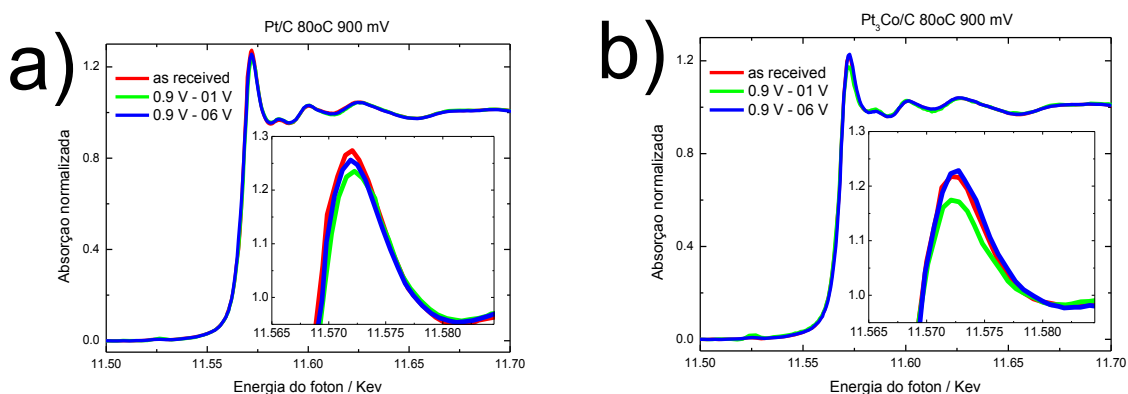 a)
Pt/C 80oC 900 mV
as received
0.9 V - 01 V
0.9 V - 06 V
Absorçao normalizada
1.2
0.8
0.4
0.0
1.3
1.2
1.1
1.0
11.565 11.570 11.575 11.580
11.50 11.55 11.60 11.65 11.70
Energia do foton / Kev
b)
Pt3Co/C 80oC 900 mV
as received
0.9 V - 01 V
0.9 V - 06 V
Absorçao normalizada
1.2
0.8
0.4
0.0
1.3
1.2
1.1
1.0
11.565 11.570 11.575 11.580
11.50 11.55 11.60 11.65 11.70
Energia do foton / Kev